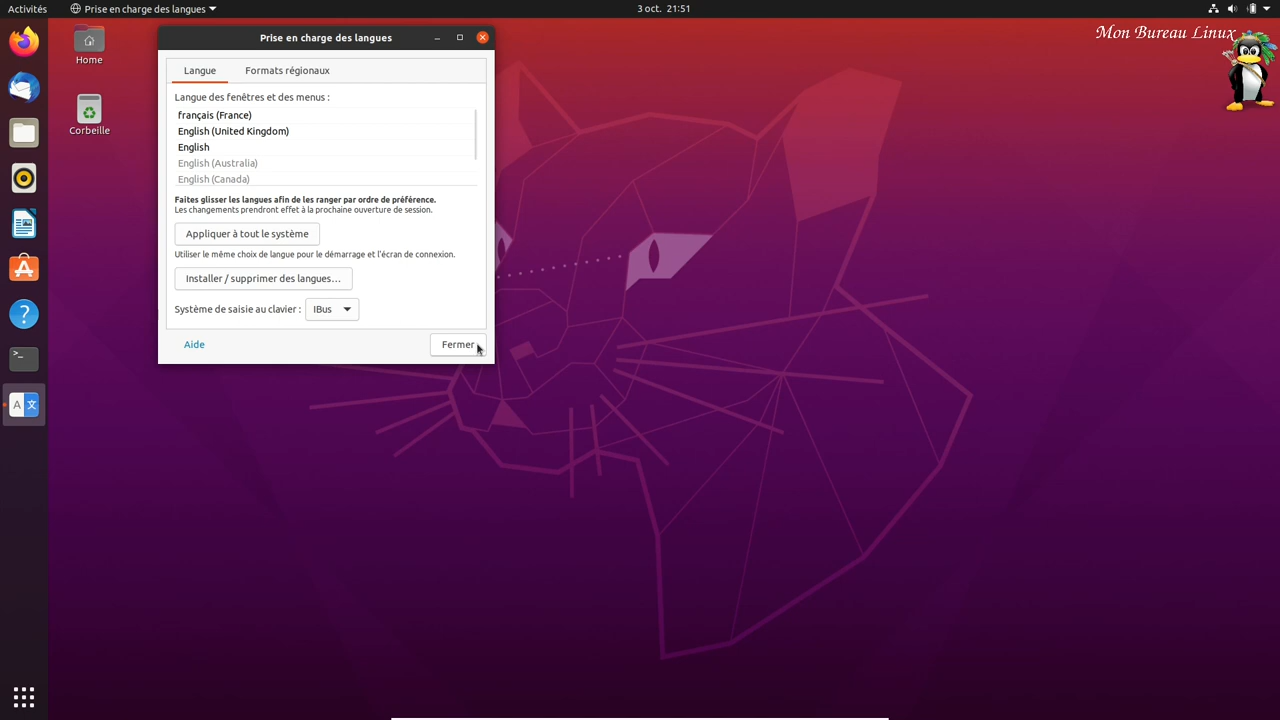 Activités
Prise en charge des langues
3 oct. 21:51
Mon Bureau Linux
Home
Corbeille
Prise en charge des langues
Langue
Formats régionaux
Langue des fenêtres et des menus :
français (France)
English (United Kingdom)
English
English (Australia)
English (Canada)
Faites glisser les langues afin de les ranger par ordre de préférence.
Les changements prendront effet à la prochaine ouverture de session.
Appliquer à tout le système
Utiliser le même choix de langue pour le démarrage et l'écran de connexion.
Installer / supprimer des langues…
Système de saisie au clavier :
IBus
Aide
Fermer
A 文